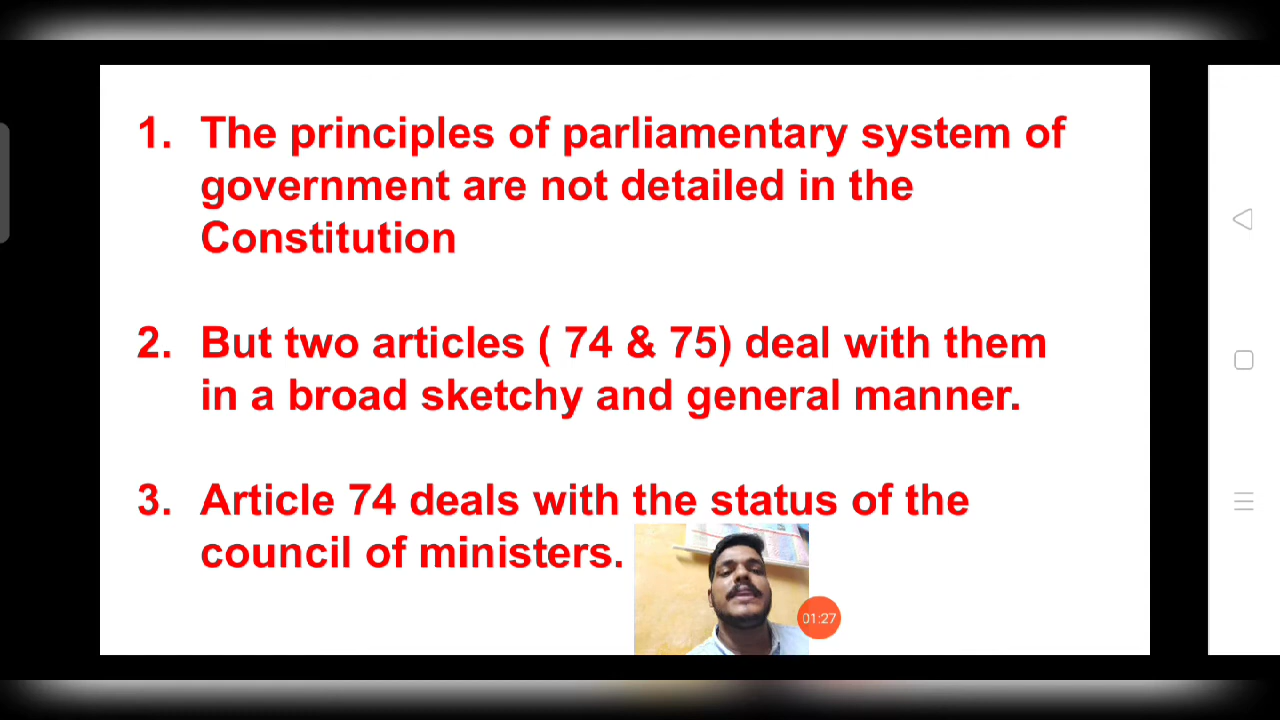 1. The principles of parliamentary system of
government are not detailed in the
Constitution
2. But two articles ( 74 & 75) deal with them
in a broad sketchy and general manner.
3. Article 74 deals with the status of the
council of ministers.
01:27